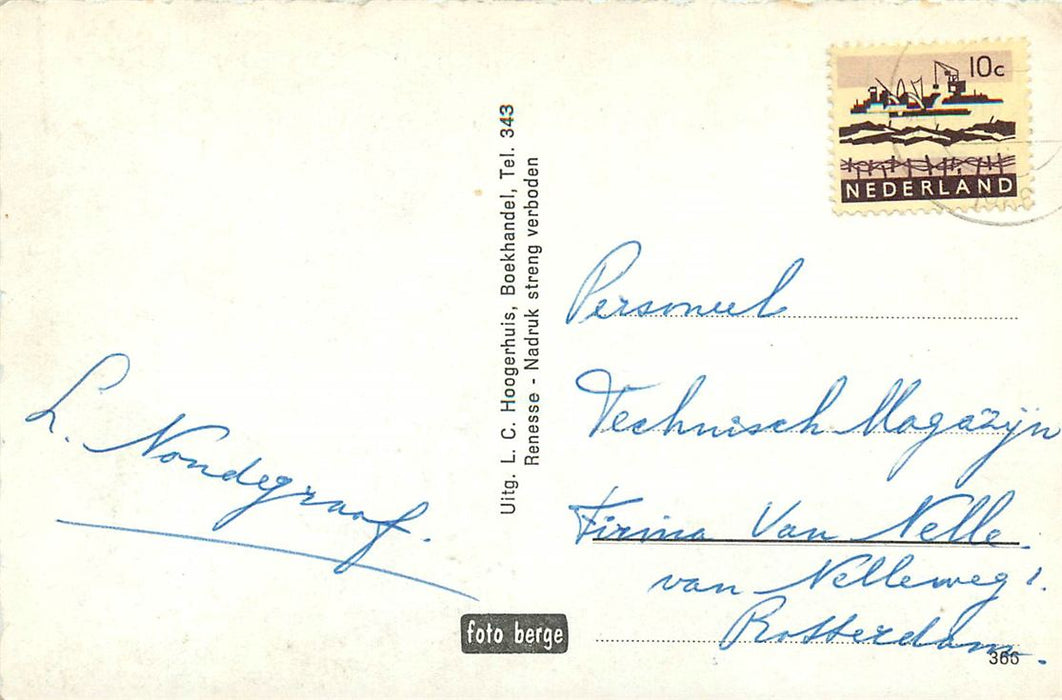 10c
NEDERLAND
Uitg. L. C. Hoogerhuis, Boekhandel, Tel. 343
Renesse - Nadruk streng verboden
L. Nondegraaf.
Personeel
Technisch Magazijn
Firma Van Nelle.
van Nelleweg 1.
Rotterdam.
foto berge
366